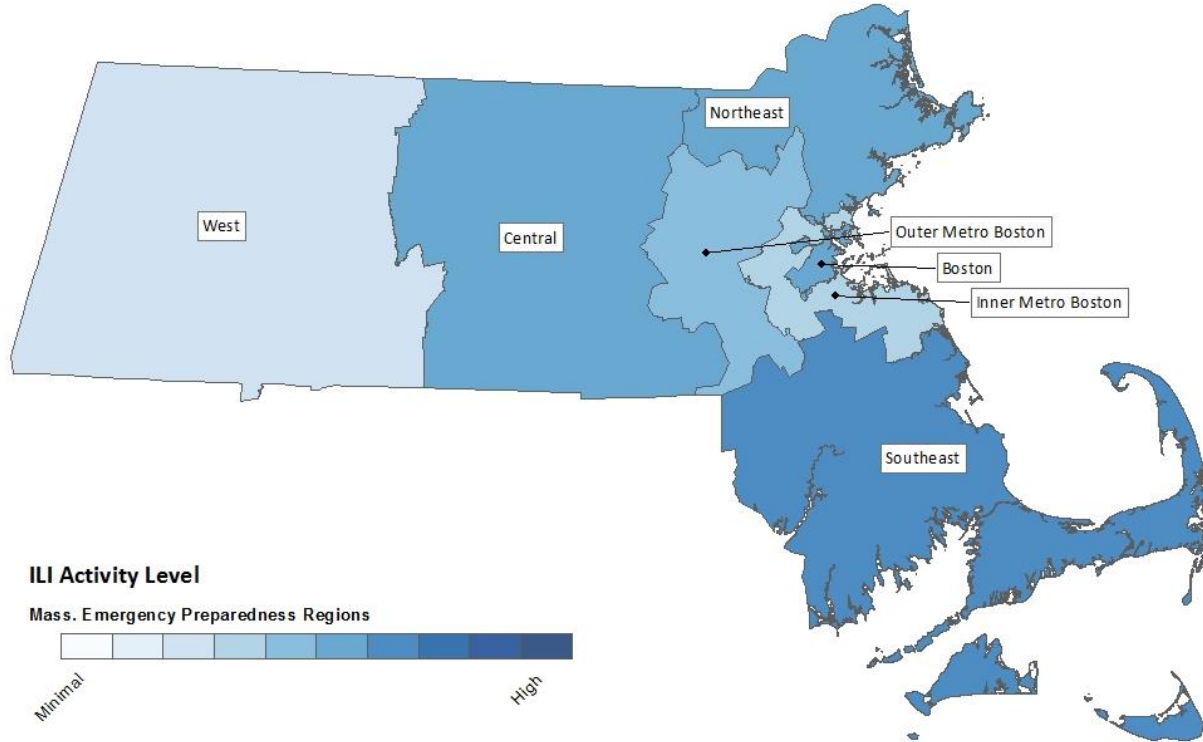 Northeast
West
Central
Outer Metro Boston
Boston
Inner Metro Boston
Southeast
ILI Activity Level
Mass. Emergency Preparedness Regions
Minimal
High